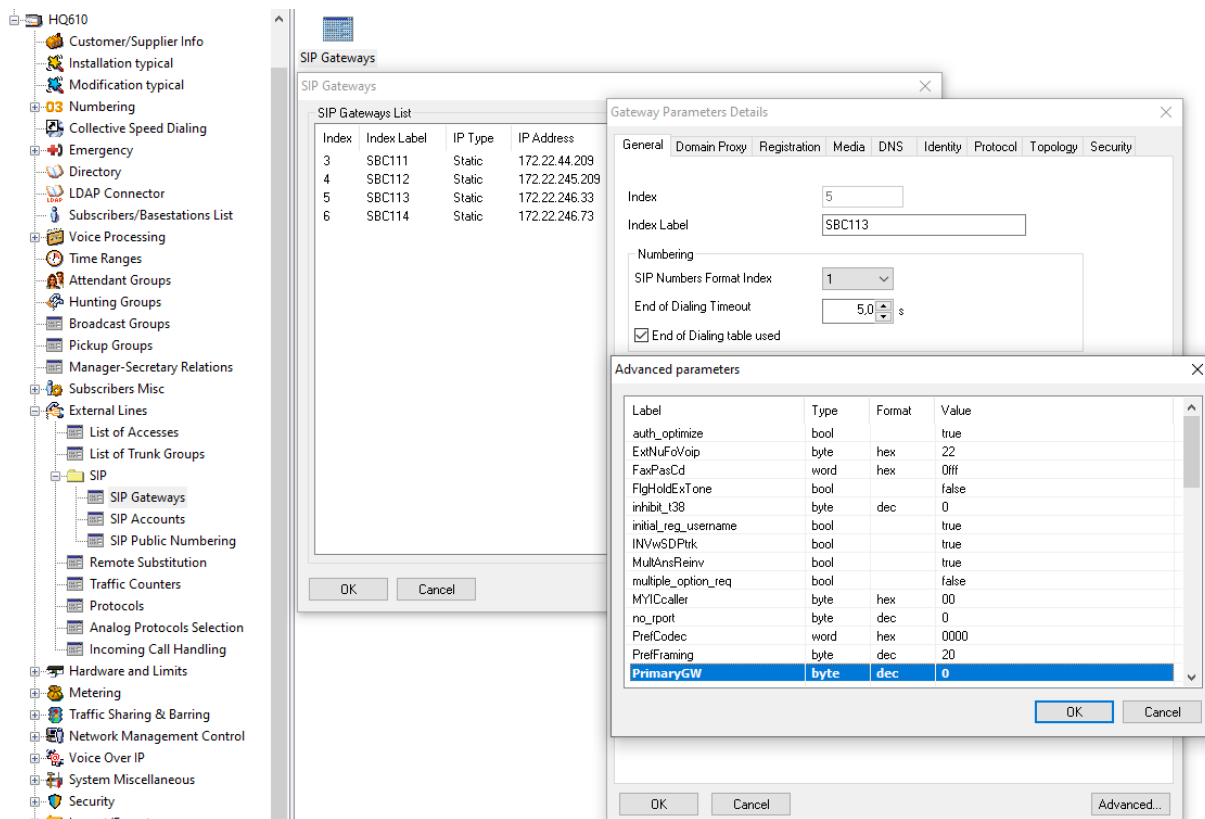 HQ610
Customer/Supplier Info
Installation typical
Modification typical
03 Numbering
Collective Speed Dialing
Emergency
Directory
LDAP LDAP Connector
Subscribers/Basestations List
Voice Processing
Time Ranges
Attendant Groups
Hunting Groups
Broadcast Groups
Pickup Groups
Manager-Secretary Relations
Subscribers Misc
External Lines
List of Accesses
List of Trunk Groups
SIP
SIP Gateways
SIP Accounts
SIP Public Numbering
Remote Substitution
Traffic Counters
Protocols
Analog Protocols Selection
Incoming Call Handling
Hardware and Limits
Metering
Traffic Sharing & Barring
Network Management Control
Voice Over IP
System Miscellaneous
Security
SIP Gateways
SIP Gateways
SIP Gateways List
Index Index Label IP Type IP Address
3 SBC111 Static 172.22.44.209
4 SBC112 Static 172.22.245.209
5 SBC113 Static 172.22.246.33
6 SBC114 Static 172.22.246.73
OK Cancel
Gateway Parameters Details
General Domain Proxy Registration Media DNS Identity Protocol Topology Security
Index 5
Index Label SBC113
Numbering
SIP Numbers Format Index 1
End of Dialing Timeout 5,0 s
End of Dialing table used
Advanced parameters
Label Type Format Value
auth_optimize bool true
ExtNuFoVoip byte hex 22
FaxPasCd word hex 0fff
FlgHoldExTone bool false
inhibit_t38 byte dec 0
initial_reg_username bool true
INVwSDPtrk bool true
MultAnsReinv bool true
multiple_option_req bool false
MYICcaller byte hex 00
no_rport byte dec 0
PrefCodec word hex 0000
PrefFraming byte dec 20
PrimaryGW byte dec 0
OK Cancel
OK Cancel Advanced...